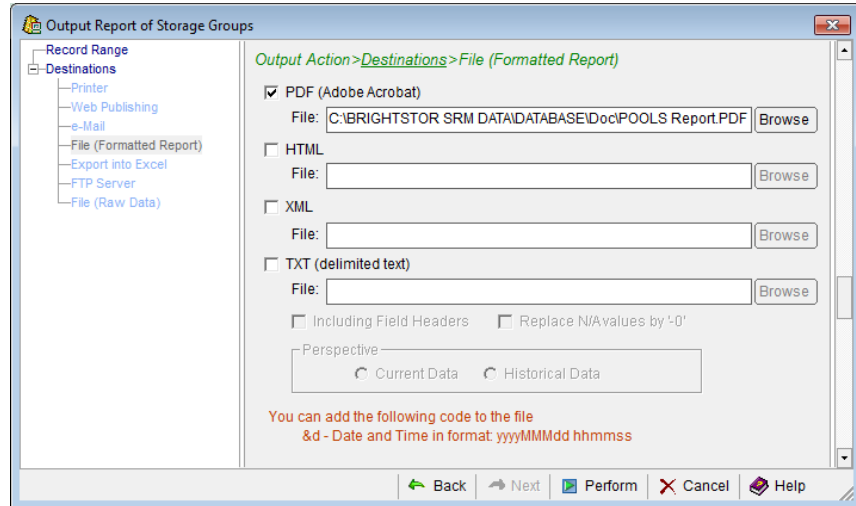 Output Report of Storage Groups
Record Range
Destinations
Printer
Web Publishing
e-Mail
File (Formatted Report)
Export into Excel
FTP Server
File (Raw Data)
Output Action>Destinations>File (Formatted Report)
PDF (Adobe Acrobat)
File: C:\BRIGHTSTOR SRM DATA\DATABASE\Doc\POOLS Report.PDF Browse
HTML
File: Browse
XML
File: Browse
TXT (delimited text)
File: Browse
Including Field Headers Replace N/Avalues by '-0'
Perspective
Current Data Historical Data
You can add the following code to the file
&d - Date and Time in format: yyyyMMMdd hhmmss
Back Next Perform Cancel Help